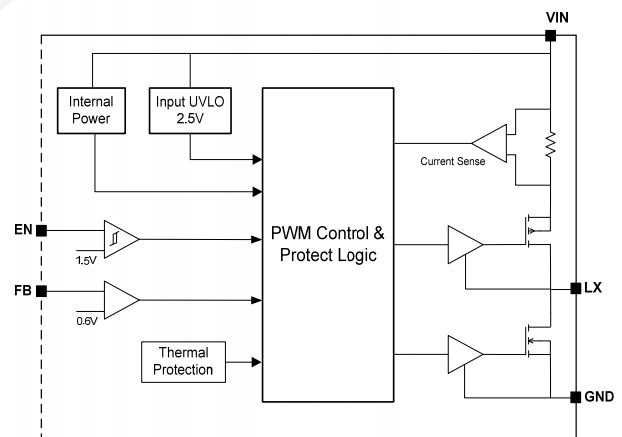 VIN
Internal
Power
Input UVLO
2.5V
Current Sense
EN
1.5V
PWM Control &
Protect Logic
FB
0.6V
LX
Thermal
Protection
GND